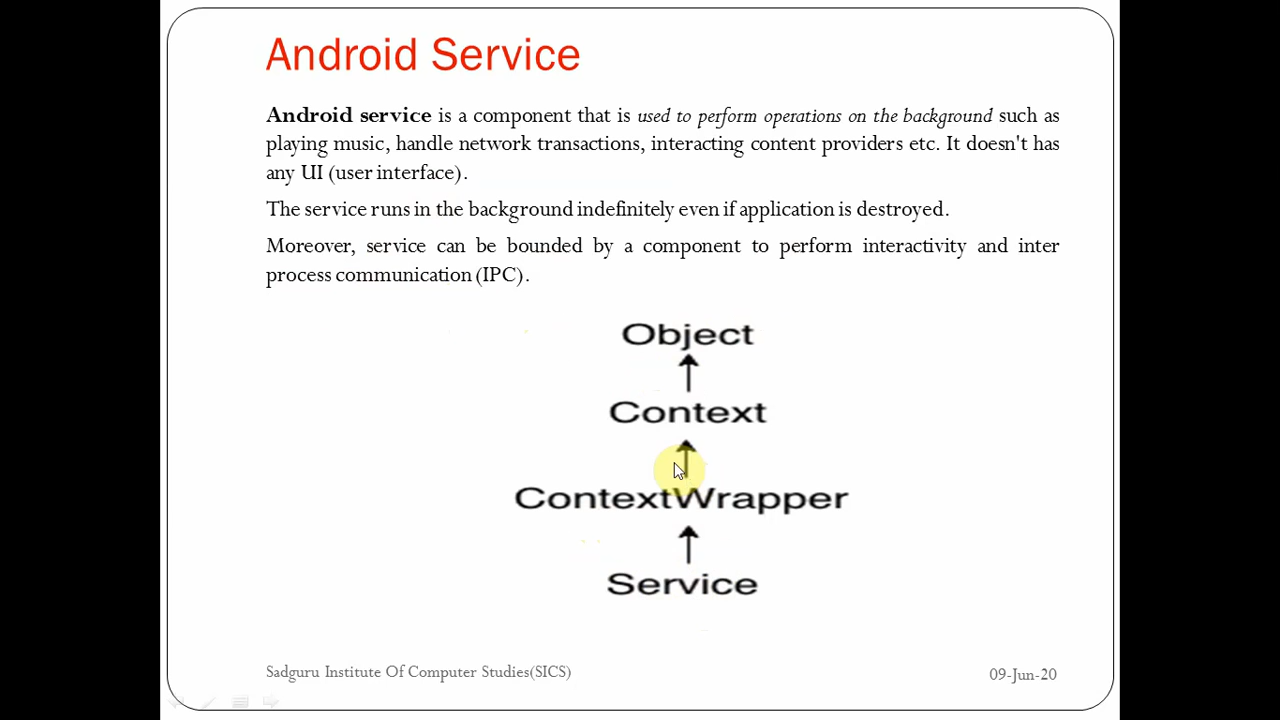 Android Service
Android service is a component that is used to perform operations on the background such as
playing music, handle network transactions, interacting content providers etc. It doesn't has
any UI (user interface).
The service runs in the background indefinitely even if application is destroyed.
Moreover, service can be bounded by a component to perform interactivity and inter
process communication (IPC).
Object
Context
ContextWrapper
Service
Sadguru Institute Of Computer Studies(SICS)
09-Jun-20